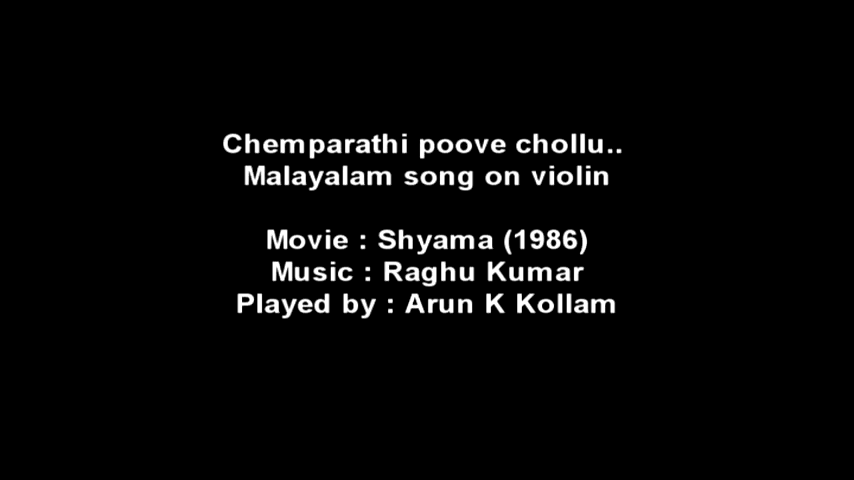 Chemparathi poove chollu..
Malayalam song on violin
Movie : Shyama (1986)
Music : Raghu Kumar
Played by : Arun K Kollam